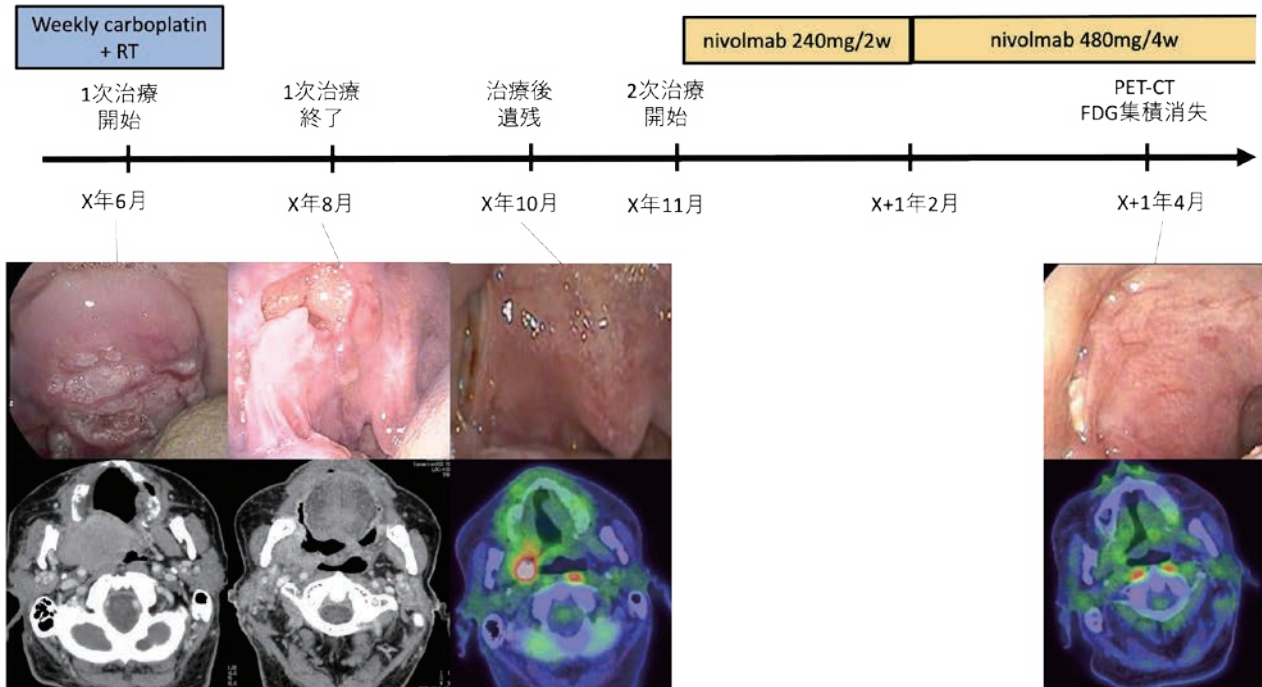 Weekly carboplatin
+ RT
nivolmab 240mg/2w
nivolmab 480mg/4w
1次治療
開始
1次治療
終了
治療後
遺残
2次治療
開始
PET-CT
FDG集積消失
X年6月
X年8月
X年10月
X年11月
X+1年2月
X+1年4月